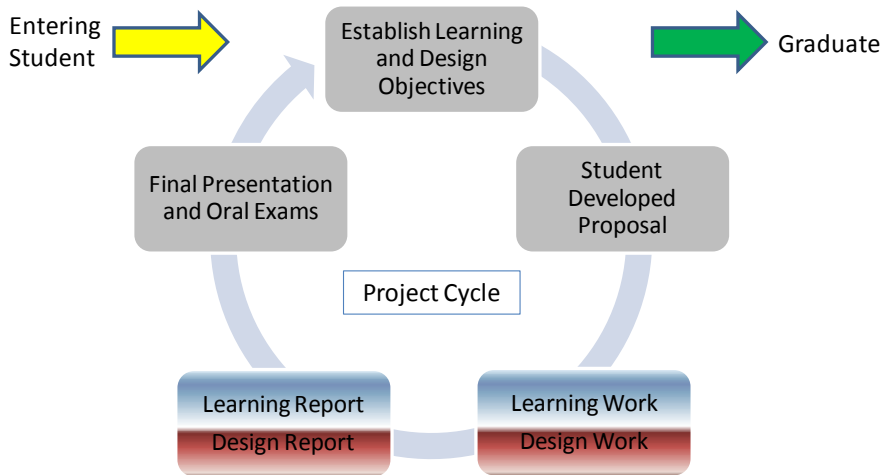 Entering
Student
Establish Learning
and Design
Objectives
Graduate
Student
Developed
Proposal
Learning Work
Design Work
Learning Report
Design Report
Final Presentation
and Oral Exams
Project Cycle